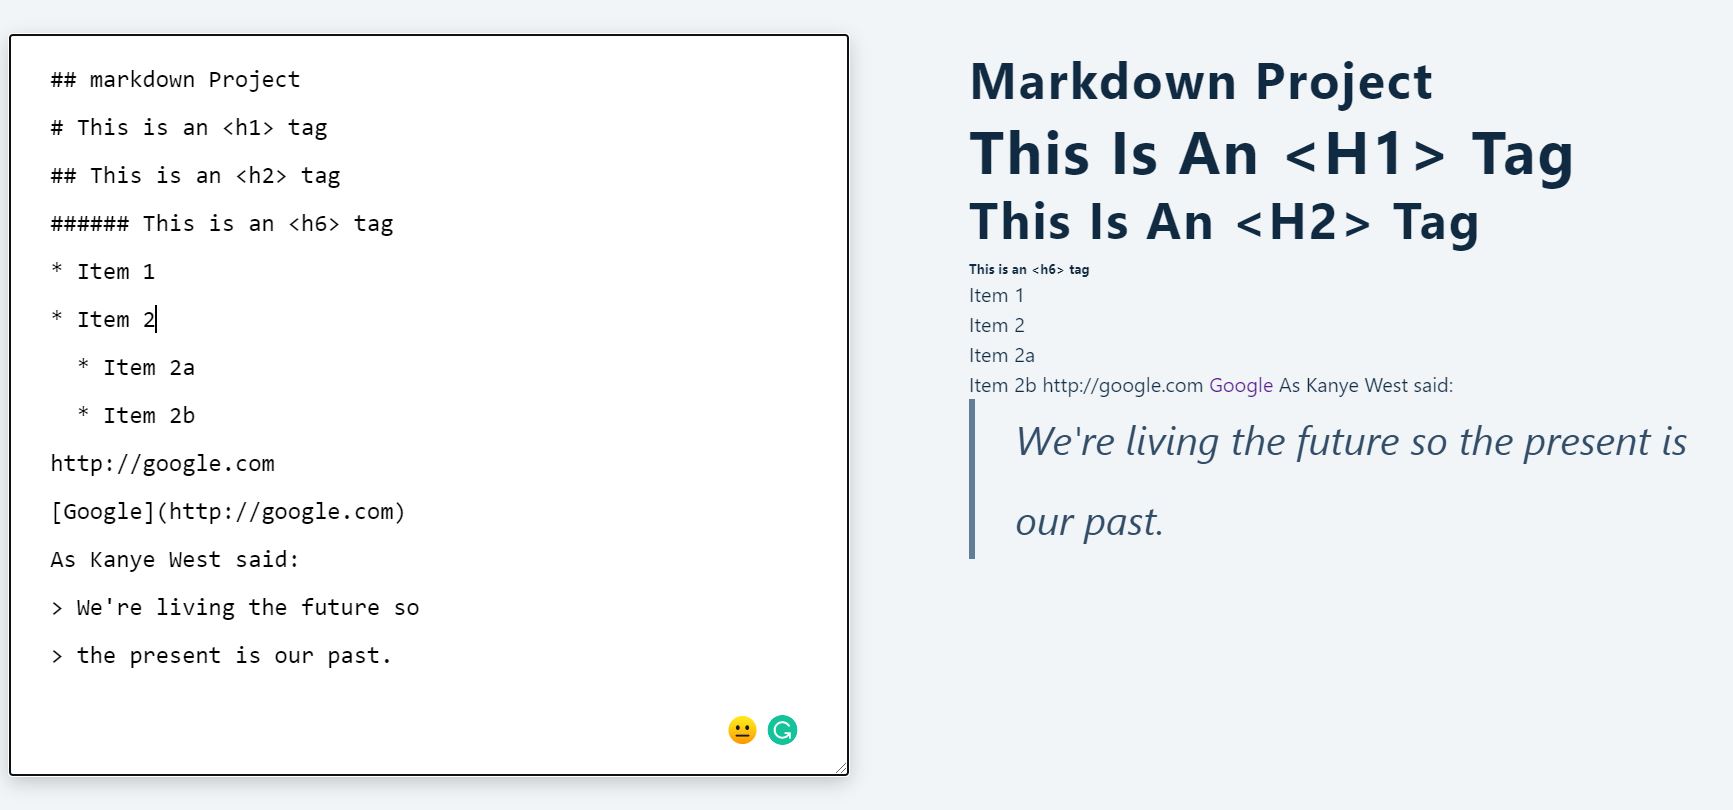 ## markdown Project
# This is an <h1> tag
## This is an <h2> tag
###### This is an <h6> tag
* Item 1
* Item 2
  * Item 2a
  * Item 2b
http://google.com
[Google](http://google.com)
As Kanye West said:
> We're living the future so
> the present is our past.
Markdown Project
This Is An <H1> Tag
This Is An <H2> Tag
This is an <h6> tag
Item 1
Item 2
Item 2a
Item 2b http://google.com Google As Kanye West said:
We're living the future so the present is
our past.